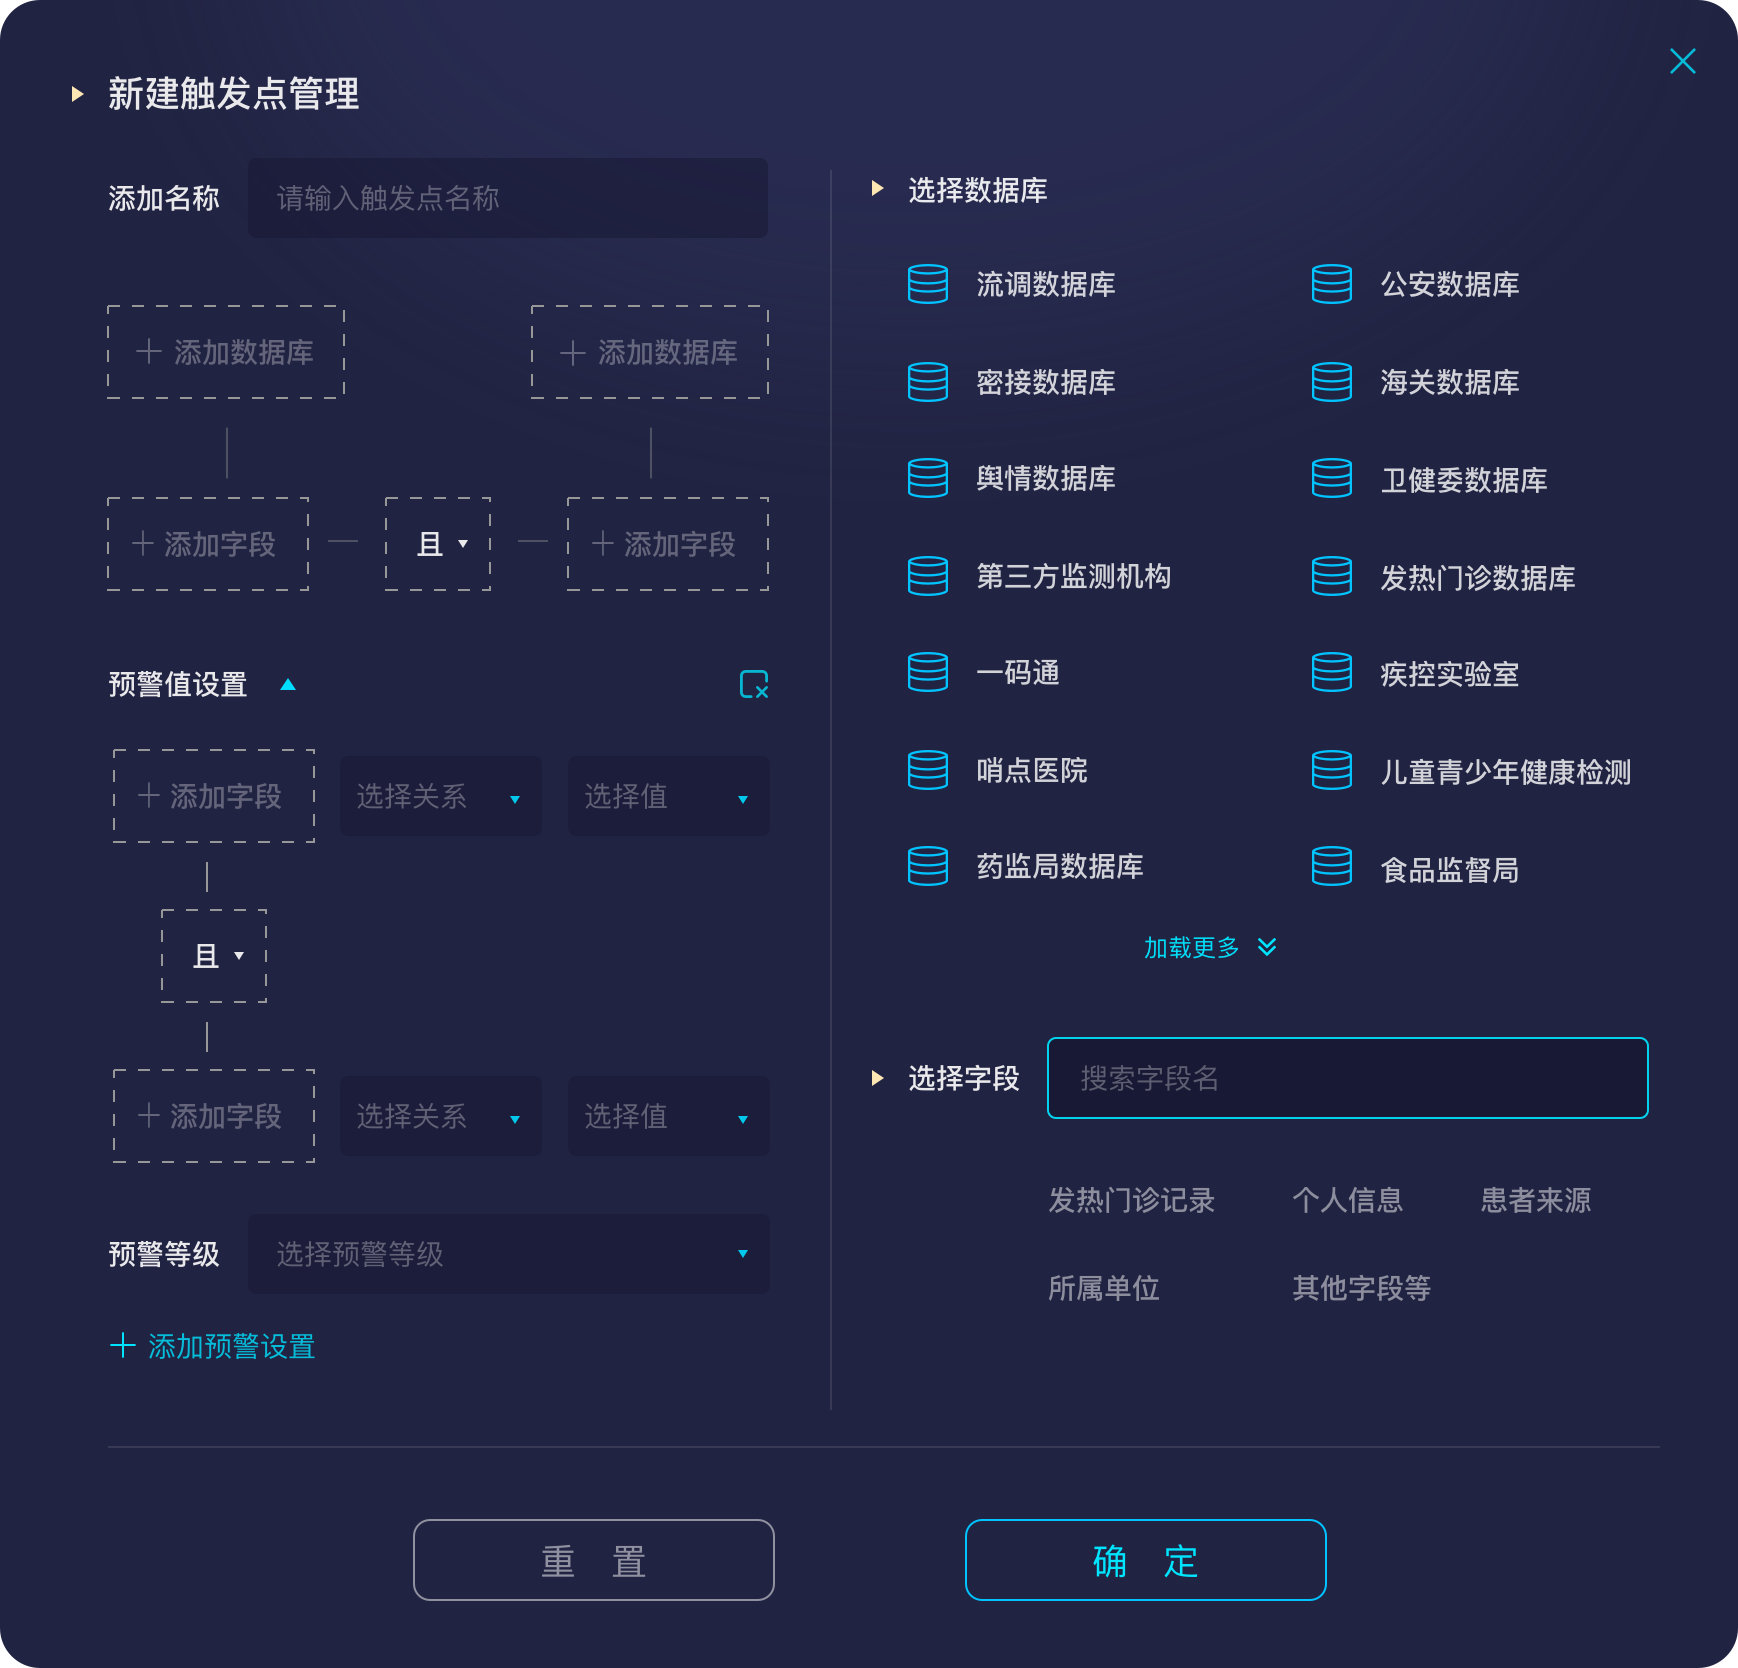 新建触发点管理
添加名称 请输入触发点名称
添加数据库 添加数据库
添加字段 且 添加字段
预警值设置
添加字段 选择关系 选择值
且
添加字段 选择关系 选择值
预警等级 选择预警等级
添加预警设置
选择数据库
流调数据库 公安数据库
密接数据库 海关数据库
舆情数据库 卫健委数据库
第三方监测机构 发热门诊数据库
一码通 疾控实验室
哨点医院 儿童青少年健康检测
药监局数据库 食品监督局
加载更多
选择字段 搜索字段名
发热门诊记录 个人信息 患者来源
所属单位 其他字段等
重 置 确 定